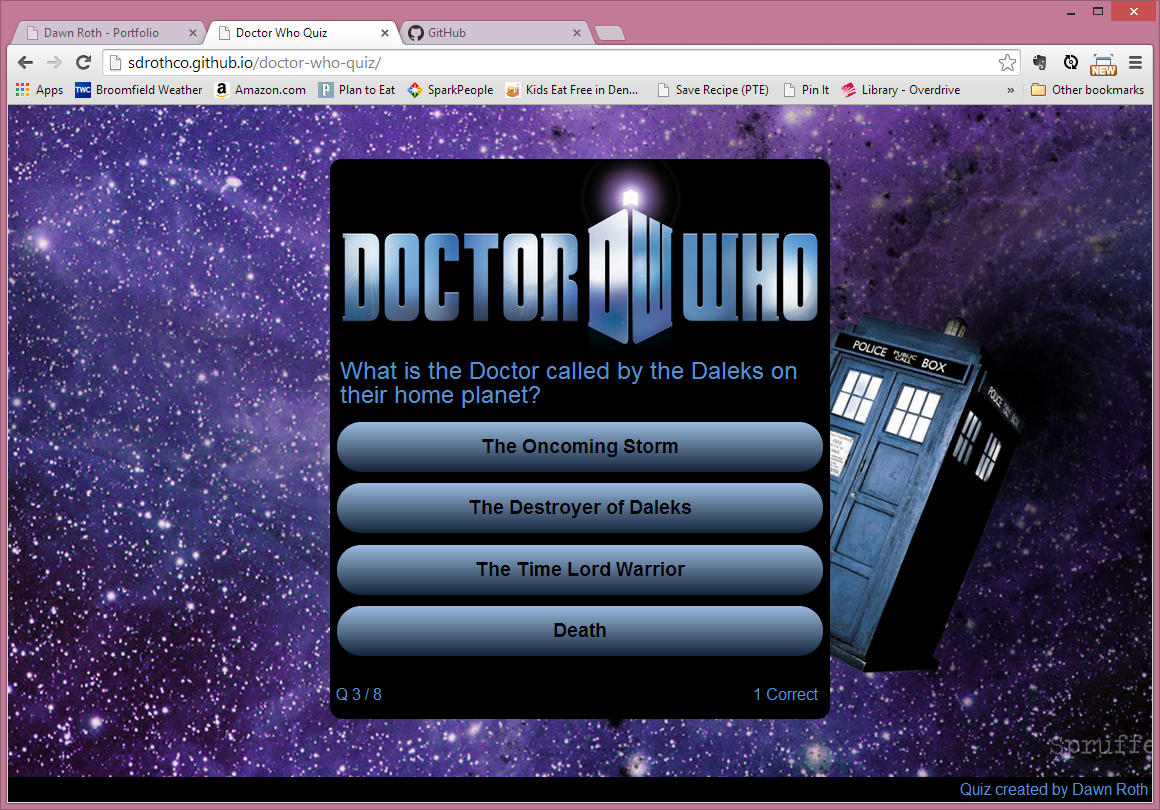 Dawn Roth - Portfolio
Doctor Who Quiz
GitHub
sdrothco.github.io/doctor-who-quiz/
NEW
Apps
TWC
Broomfield Weather
a
Amazon.com
P
Plan to Eat
SparkPeople
Kids Eat Free in Den...
Save Recipe (PTE)
Pin It
Library - Overdrive
»
Other bookmarks
DOCTOR DW WHO
POLICE PUBLIC CALL BOX
What is the Doctor called by the Daleks on
their home planet?
The Oncoming Storm
The Destroyer of Daleks
The Time Lord Warrior
Death
Q 3 / 8
1 Correct
Spruffe
Quiz created by Dawn Roth